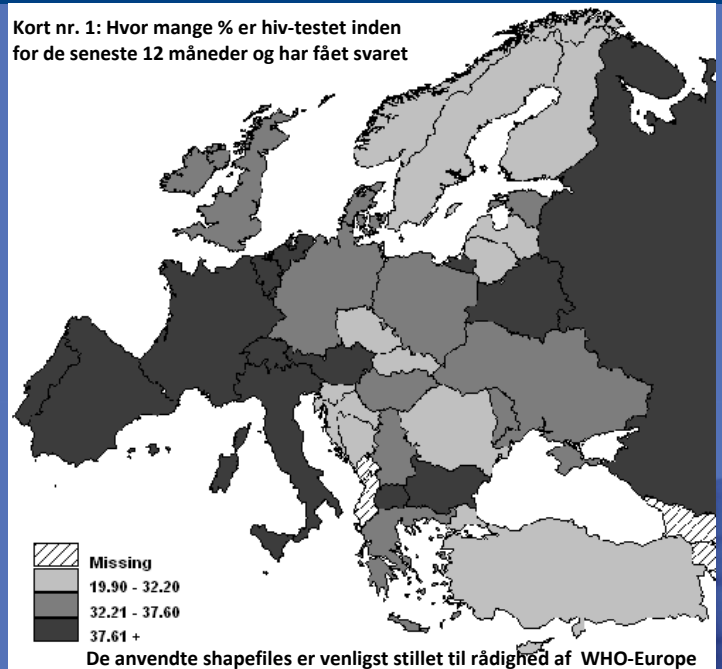 Kort nr. 1: Hvor mange % er hiv-testet inden
for de seneste 12 måneder og har fået svaret
Missing
19.90 - 32.20
32.21 - 37.60
37.61 +
De anvendte shapefiles er venligst stillet til rådighed af WHO-Europe